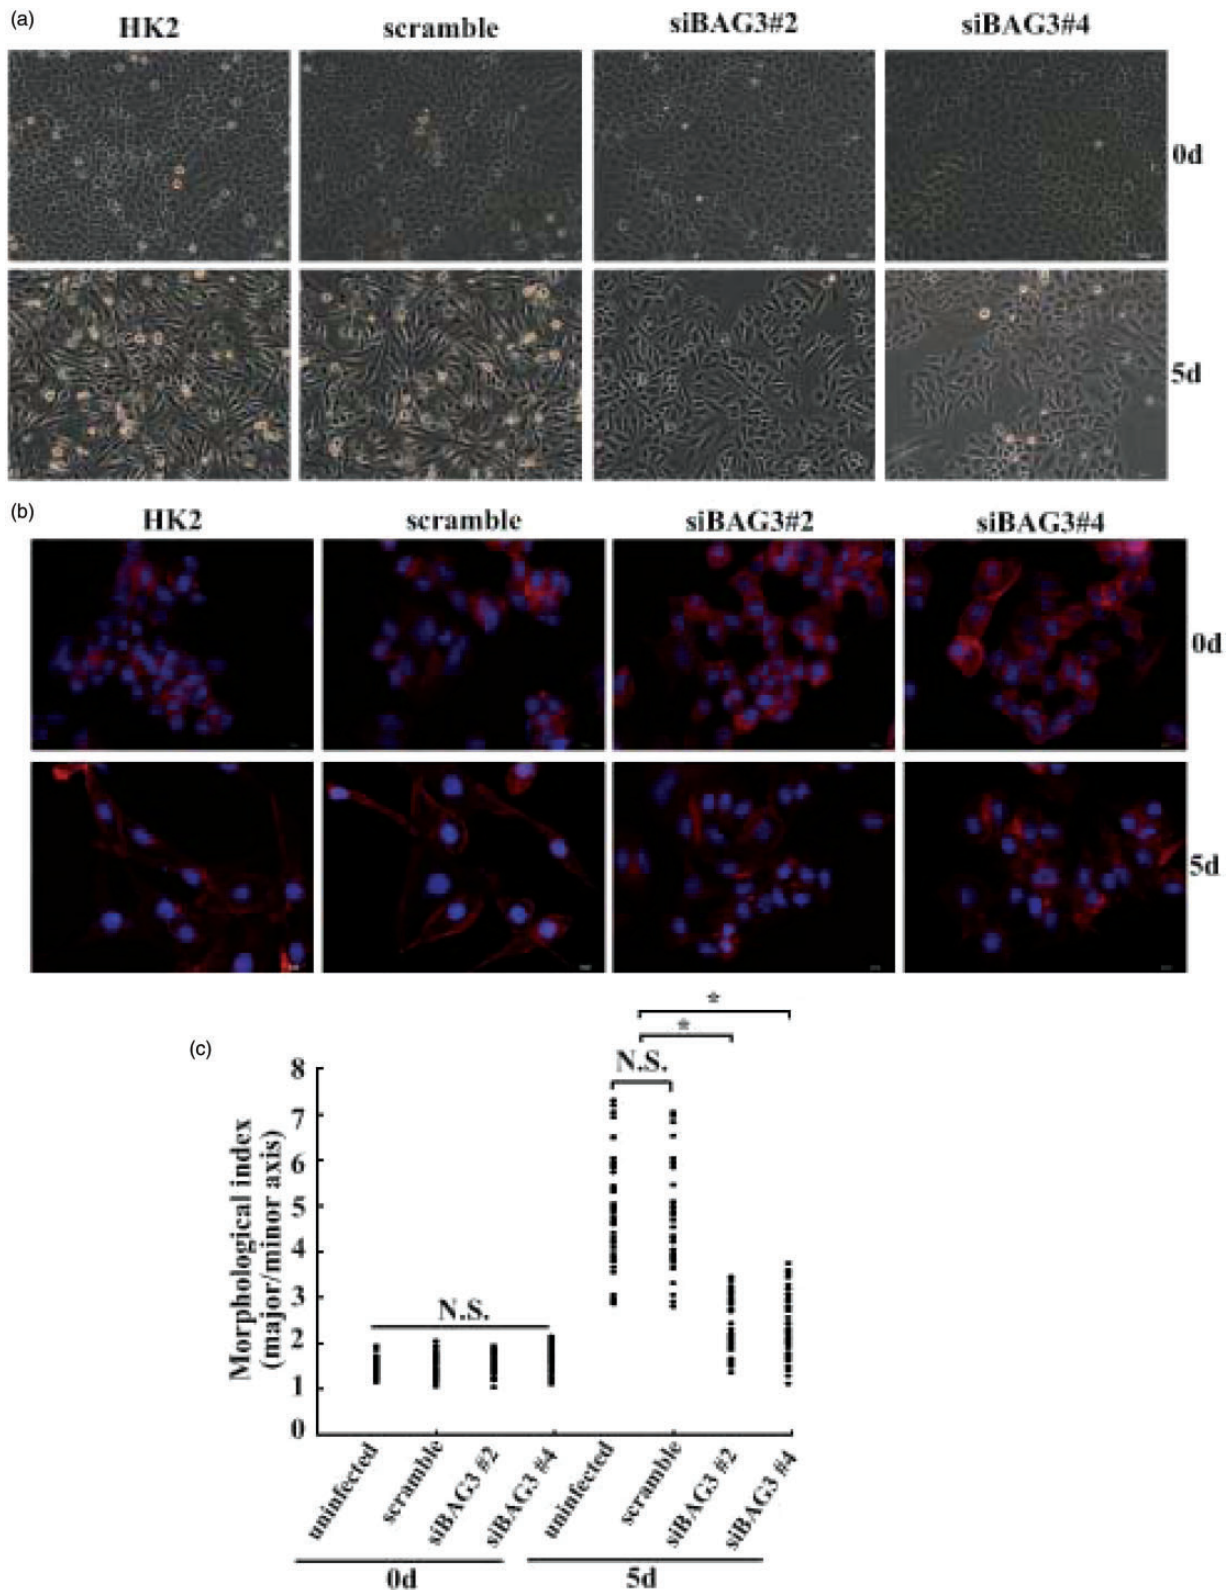 (a)
HK2 scramble siBAG3#2 siBAG3#4
0d
5d
(b)
HK2 scramble siBAG3#2 siBAG3#4
0d
5d
(c)
*
*
N.S.
8
7
6
5
4
3
2
1
0
Morphological index
(major/minor axis)
N.S.
uninfected scramble siBAG3 #2 siBAG3 #4 uninfected scramble siBAG3 #2 siBAG3 #4
0d 5d